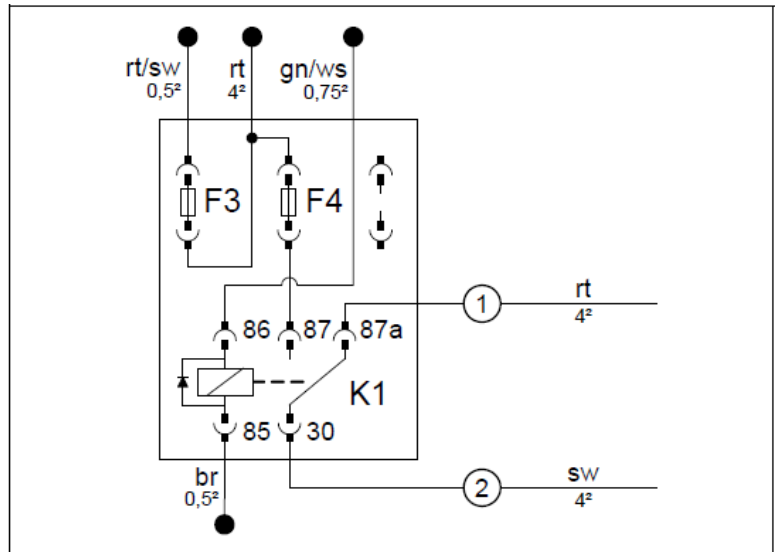 rt/sw rt gn/ws
0,5² 4² 0,75²
F3 F4
1 rt
4²
86 87 87a
K1
85 30
2 sw
4²
br
0,5²